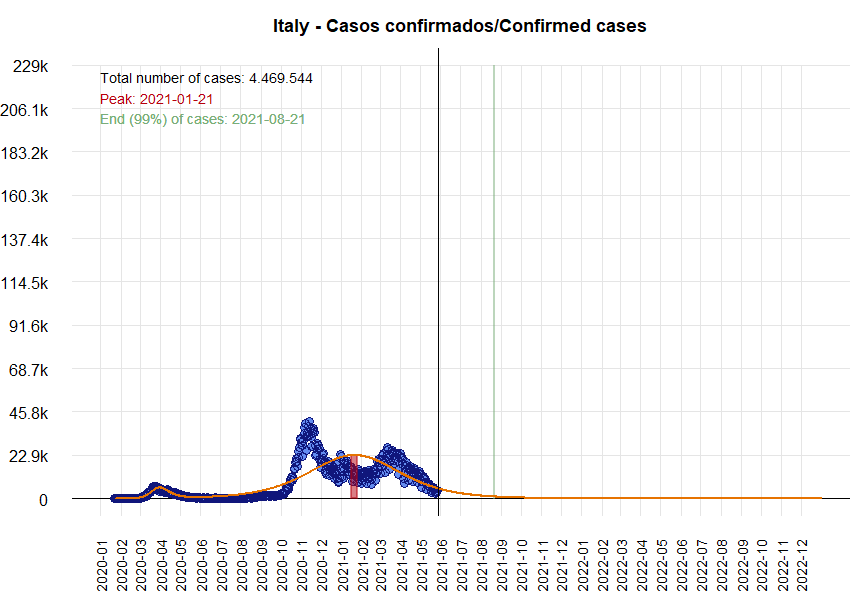 Italy - Casos confirmados/Confirmed cases
229k
206.1k
183.2k
160.3k
137.4k
114.5k
91.6k
68.7k
45.8k
22.9k
0
Total number of cases: 4.469.544
Peak: 2021-01-21
End (99%) of cases: 2021-08-21
2020-01
2020-02
2020-03
2020-04
2020-05
2020-06
2020-07
2020-08
2020-09
2020-10
2020-11
2020-12
2021-01
2021-02
2021-03
2021-04
2021-05
2021-06
2021-07
2021-08
2021-09
2021-10
2021-11
2021-12
2022-01
2022-02
2022-03
2022-04
2022-05
2022-06
2022-07
2022-08
2022-09
2022-10
2022-11
2022-12